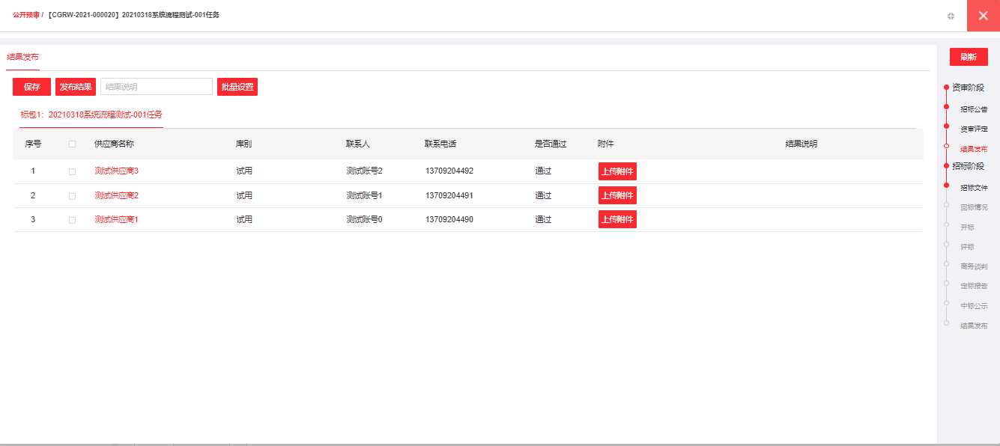 公开预审 / 【CGRW-2021-000020】20210318系统流程测试-001任务
结果发布
保存 发布结果 结果说明 批量设置
标包1：20210318系统流程测试-001任务
序号 供应商名称 库别 联系人 联系电话 是否通过 附件 结果说明
1 测试供应商3 试用 测试账号2 13709204492 通过 上传附件
2 测试供应商2 试用 测试账号1 13709204491 通过 上传附件
3 测试供应商1 试用 测试账号0 13709204490 通过 上传附件
刷新
资审阶段
招标公告
资审评定
结果发布
招标阶段
招标文件
回标情况
开标
评标
商务谈判
定标报告
中标公示
结果发布